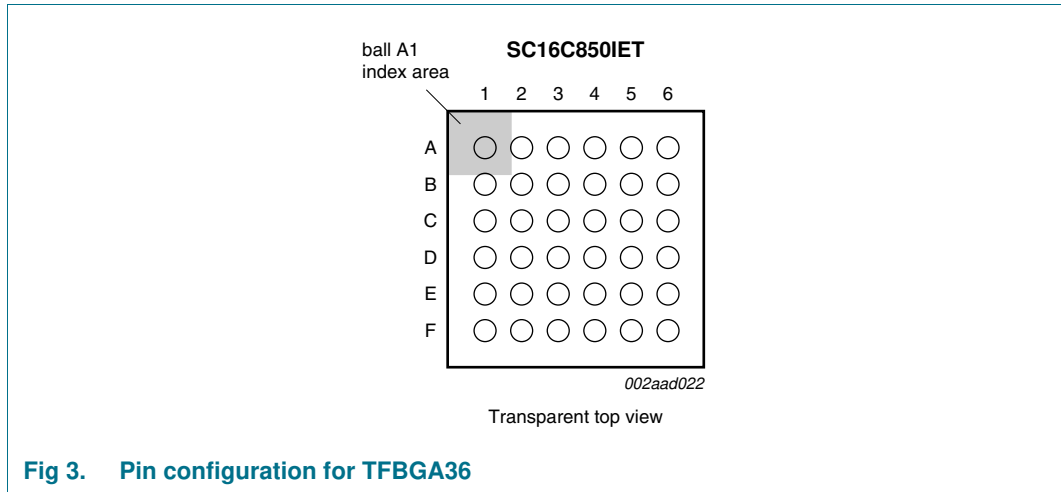 ball A1
index area
SC16C850IET
1 2 3 4 5 6
A
B
C
D
E
F
002aad022
Transparent top view
Fig 3. Pin configuration for TFBGA36